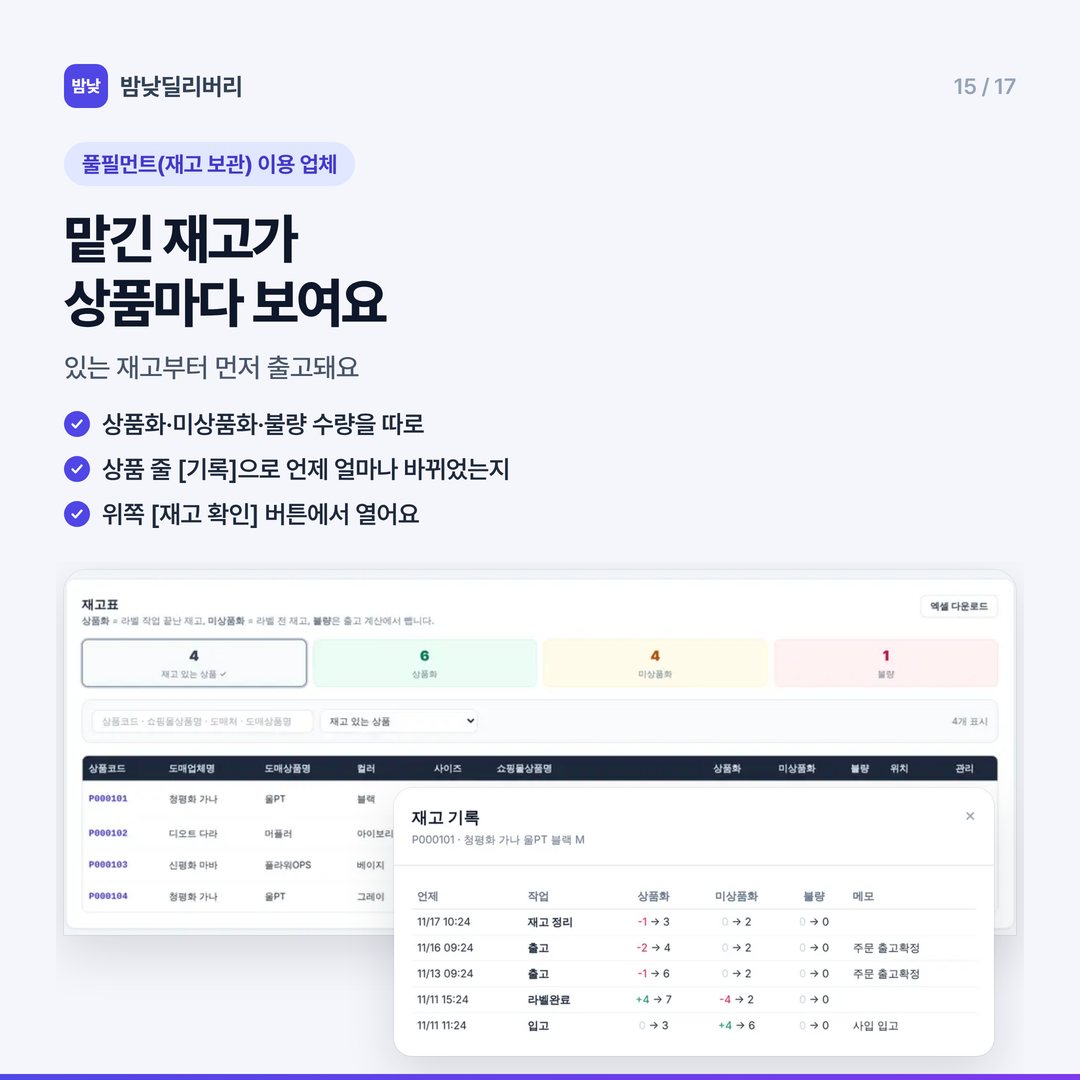 밤낮 밤낮딜리버리
15 / 17
풀필먼트(재고 보관) 이용 업체
맡긴 재고가
상품마다 보여요
있는 재고부터 먼저 출고돼요
상품화·미상품화·불량 수량을 따로
상품 줄 [기록]으로 언제 얼마나 바뀌었는지
위쪽 [재고 확인] 버튼에서 열어요
재고표
상품화 = 라벨 작업 끝난 재고, 미상품화 = 라벨 전 재고, 불량은 출고 계산에서 뺍니다.
엑셀 다운로드
4
재고 있는 상품 ✓
6
상품화
4
미상품화
1
불량
상품코드 · 쇼핑몰상품명 · 도매처 · 도매상품명
재고 있는 상품
4개 표시
상품코드 도매업체명 도매상품명 컬러 사이즈 쇼핑몰상품명 상품화 미상품화 불량 위치 관리
P000101 청평화 가나 울PT 블랙
P000102 디오트 다라 머플러 아이보리
P000103 신평화 마바 플라워OPS 베이지
P000104 청평화 가나 울PT 그레이
재고 기록 ×
P000101 · 청평화 가나 울PT 블랙 M
언제 작업 상품화 미상품화 불량 메모
11/17 10:24 재고 정리 -1 → 3 0 → 2 0 → 0
11/16 09:24 출고 -2 → 4 0 → 2 0 → 0 주문 출고확정
11/13 09:24 출고 -1 → 6 0 → 2 0 → 0 주문 출고확정
11/11 15:24 라벨완료 +4 → 7 -4 → 2 0 → 0
11/11 11:24 입고 0 → 3 +4 → 6 0 → 0 사입 입고